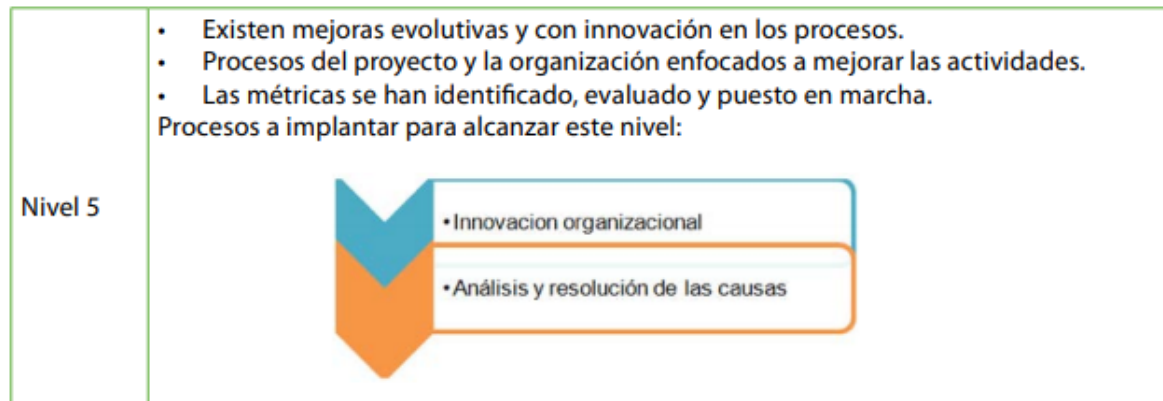 • Existen mejoras evolutivas y con innovación en los procesos.
• Procesos del proyecto y la organización enfocados a mejorar las actividades.
• Las métricas se han identificado, evaluado y puesto en marcha.
Procesos a implantar para alcanzar este nivel:
Nivel 5
•Innovacion organizacional
•Análisis y resolución de las causas